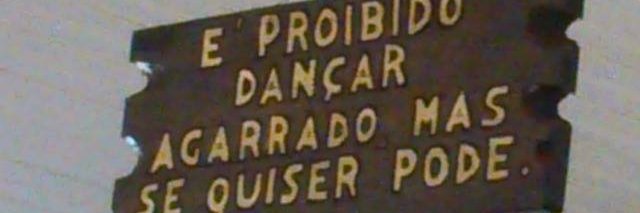 E' PROIBIDO
DANÇAR
AGARRADO. MAS
SE QUISER PODE.